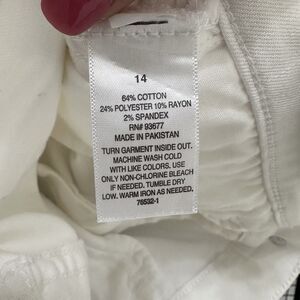 14
64% COTTON
24% POLYESTER 10% RAYON
2% SPANDEX
RN# 93677
MADE IN PAKISTAN
TURN GARMENT INSIDE OUT.
MACHINE WASH COLD
WITH LIKE COLORS. USE
ONLY NON-CHLORINE BLEACH
IF NEEDED. TUMBLE DRY
LOW. WARM IRON AS NEEDED.
76532-1